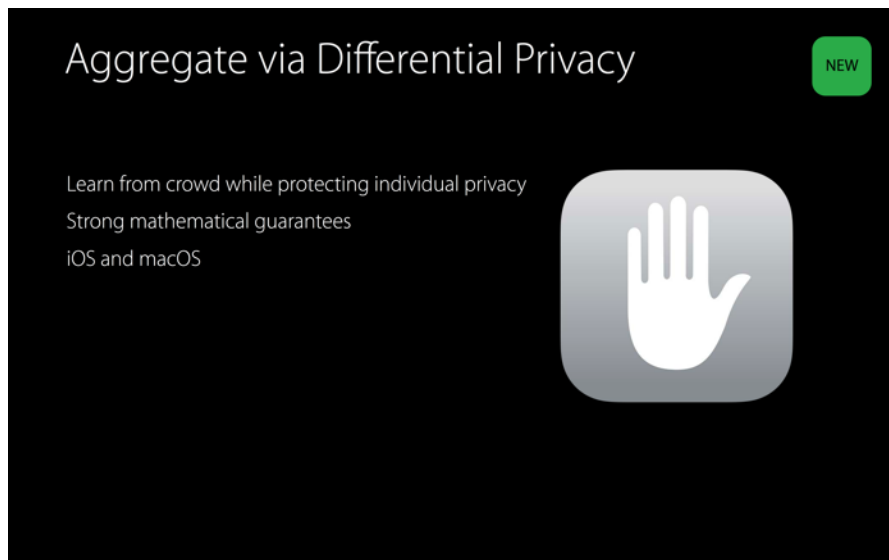 Aggregate via Differential Privacy
NEW
Learn from crowd while protecting individual privacy
Strong mathematical guarantees
iOS and macOS